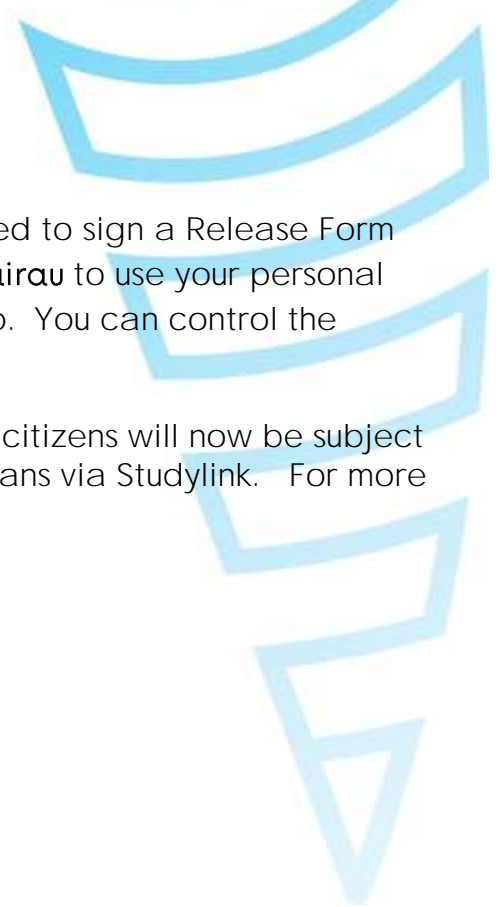 ed to sign a Release Form
irau to use your personal
o. You can control the
citizens will now be subject
ans via Studylink. For more